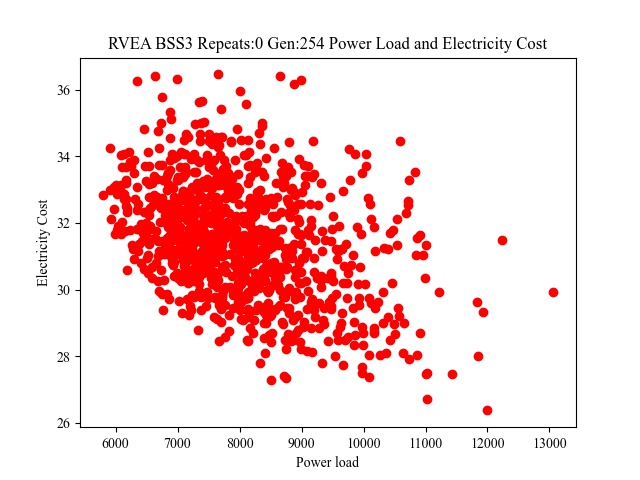 RVEA BSS3 Repeats:0 Gen:254 Power Load and Electricity Cost
36
34
32
30
28
26
Electricity Cost
6000 7000 8000 9000 10000 11000 12000 13000
Power load